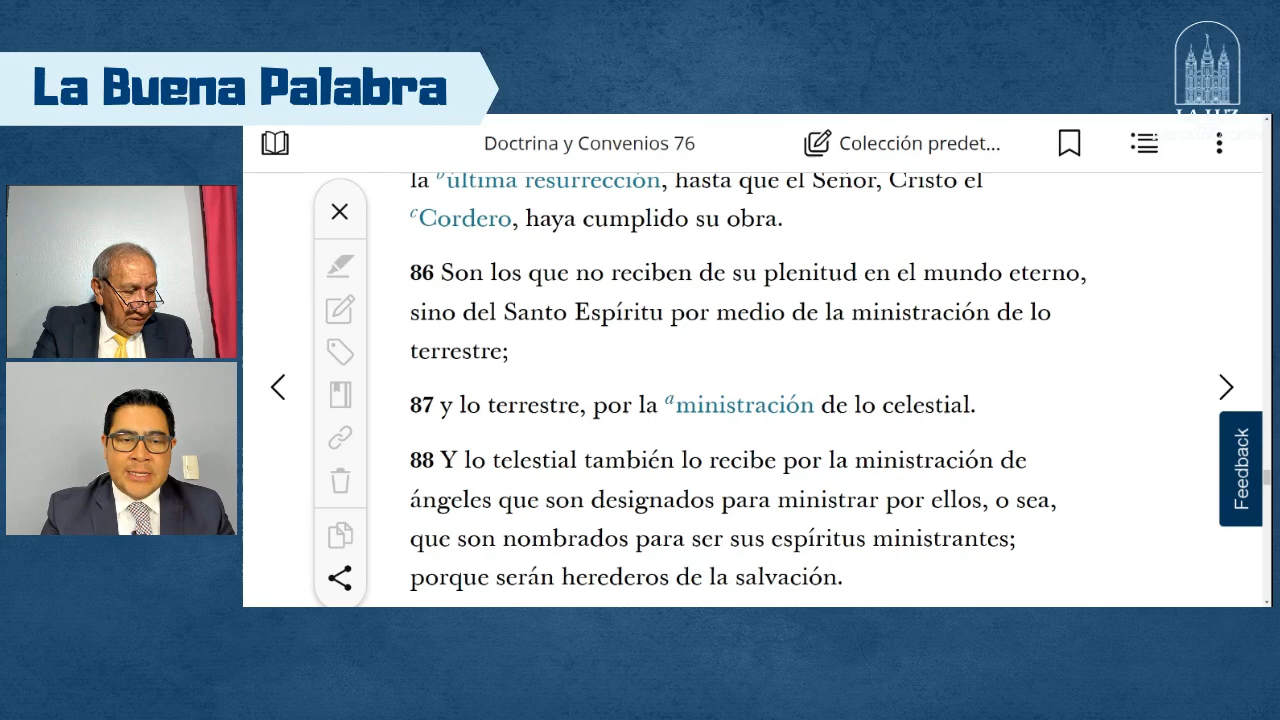 La Buena Palabra
Doctrina y Convenios 76
Colección predet...
la b última resurrección, hasta que el Señor, Cristo el
c Cordero, haya cumplido su obra.
86 Son los que no reciben de su plenitud en el mundo eterno,
sino del Santo Espíritu por medio de la ministración de lo
terrestre;
87 y lo terrestre, por la a ministración de lo celestial.
88 Y lo telestial también lo recibe por la ministración de
ángeles que son designados para ministrar por ellos, o sea,
que son nombrados para ser sus espíritus ministrantes;
porque serán herederos de la salvación.
Feedback